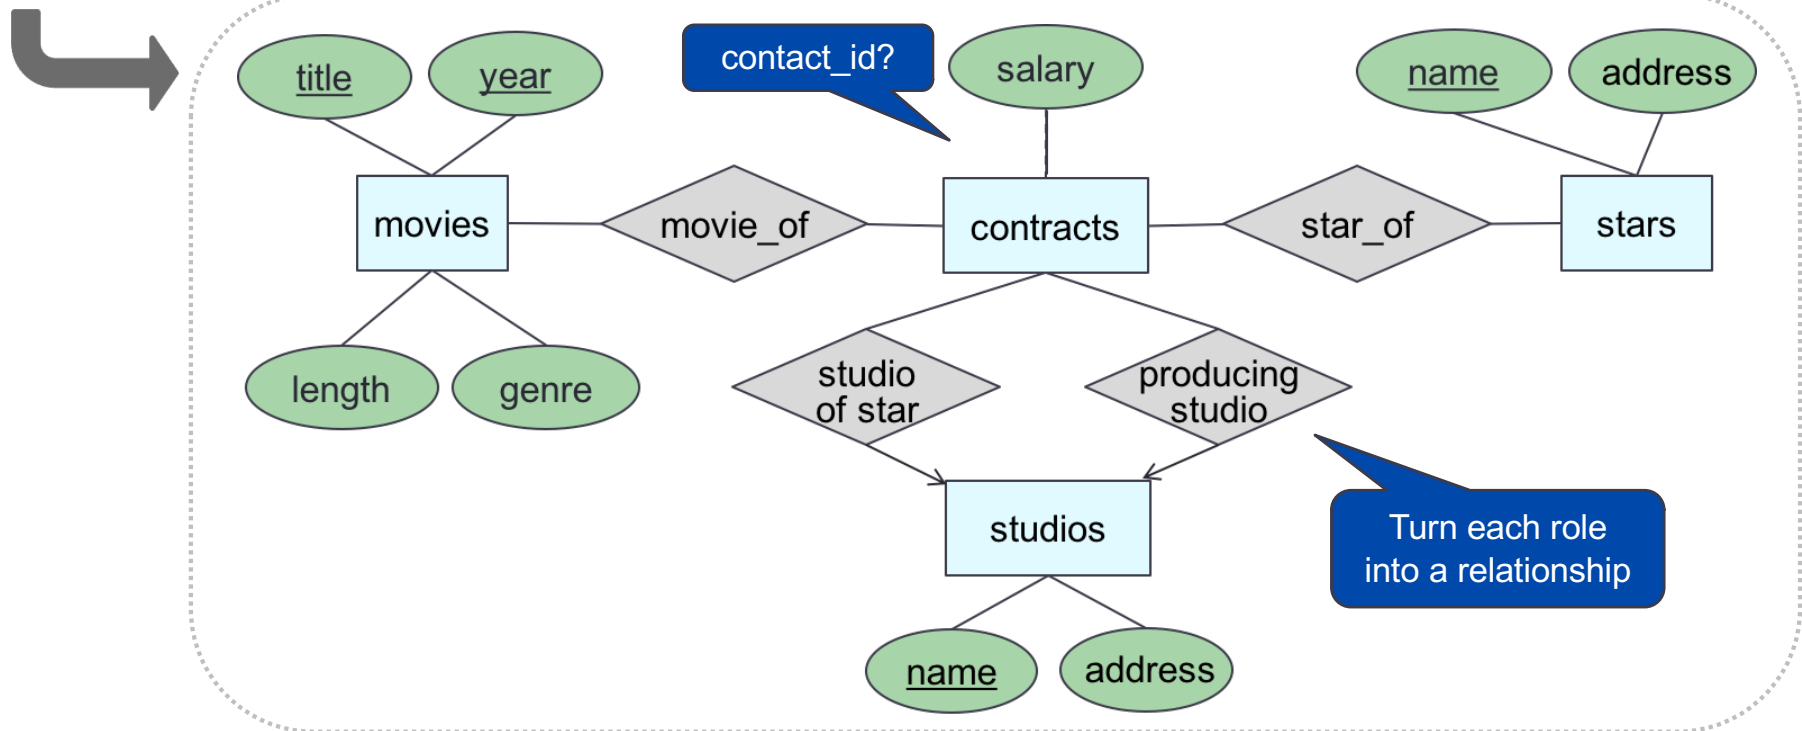 title
year
contact_id?
salary
name
address
movies
movie_of
contracts
star_of
stars
length
genre
studio
of star
producing
studio
studios
Turn each role
into a relationship
name
address